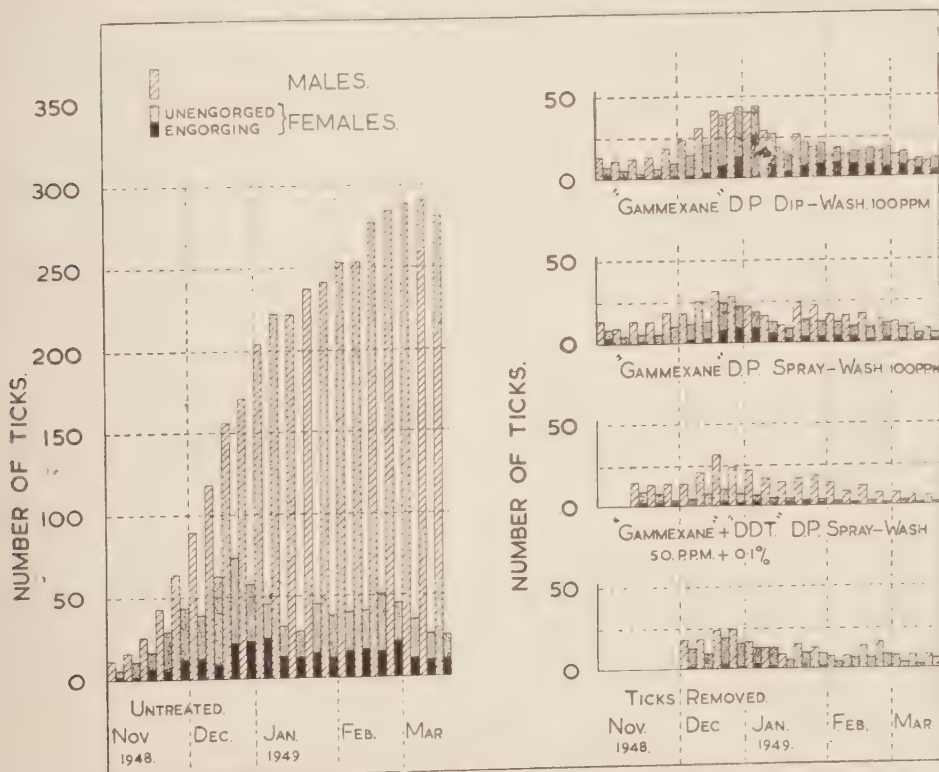 MALES.
UNENGORGED
ENGORGING
} FEMALES.
NUMBER OF TICKS.
350
300
250
200
150
100
50
0
UNTREATED.
NOV DEC. JAN. FEB. MAR
1948. 1949
NUMBER OF TICKS.
50
0
"GAMMEXANE" D P DIP-WASH. 100 PPM
50
0
"GAMMEXANE" D.P. SPRAY-WASH 100 PPM
50
0
"GAMMEXANE" + "DDT" D.P. SPRAY-WASH
50. P.P.M. + 0.1%
50
0
TICKS REMOVED.
NOV. DEC JAN. FEB. MAR
1948. 1949.